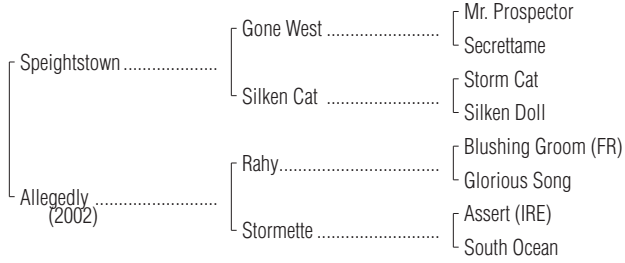 Mr. Prospector
Gone West ........................
Secrettame
Speightstown ....................
Storm Cat
Silken Cat ........................
Silken Doll
Blushing Groom (FR)
Rahy..................................
Glorious Song
Allegedly ..........................
(2002)
Assert (IRE)
Stormette ..........................
South Ocean